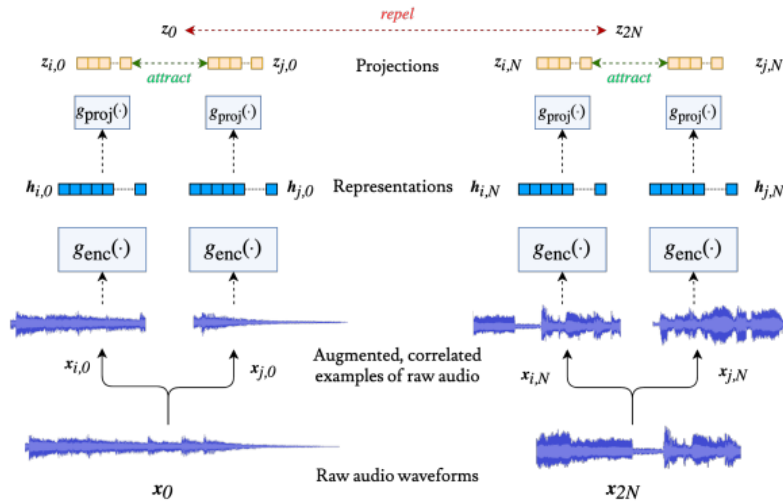 repel
z0 z2N
zi,0 attract zj,0 Projections zi,N attract zj,N
gproj(·) gproj(·) gproj(·) gproj(·)
hi,0 hj,0 Representations hi,N hj,N
genc(·) genc(·) genc(·) genc(·)
Augmented, correlated
xi,0 xj,0 examples of raw audio xi,N xj,N
Raw audio waveforms
x0 x2N